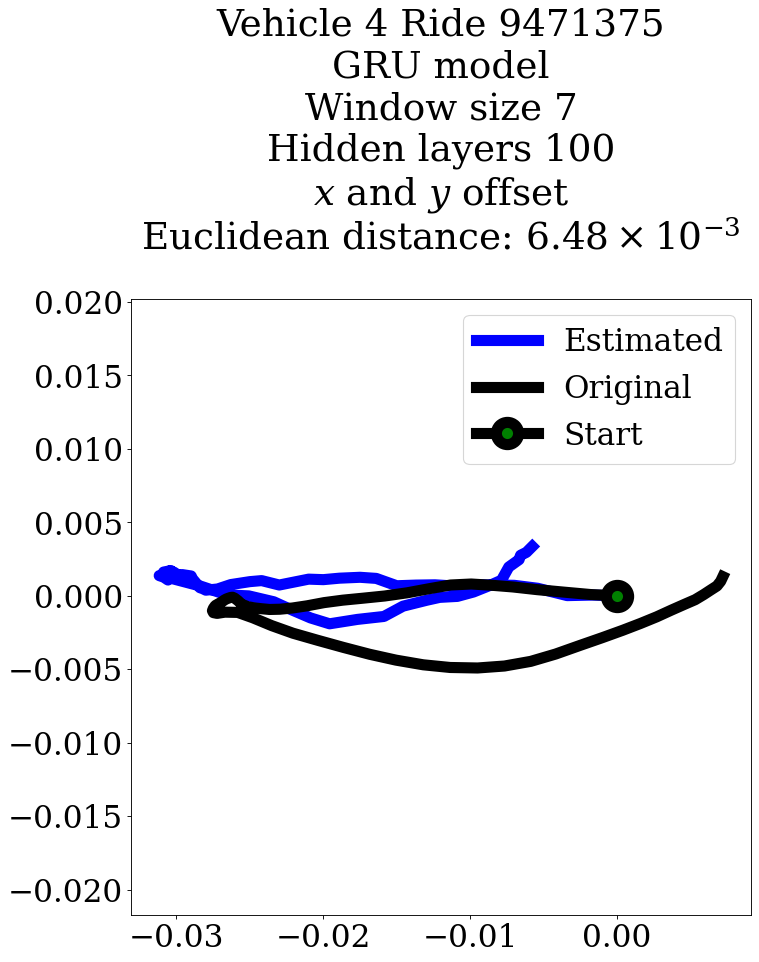 Vehicle 4 Ride 9471375
GRU model
Window size 7
Hidden layers 100
x and y offset
Euclidean distance: 6.48 × 10⁻³
Estimated
Original
Start
0.020
0.015
0.010
0.005
0.000
−0.005
−0.010
−0.015
−0.020
−0.03 −0.02 −0.01 0.00